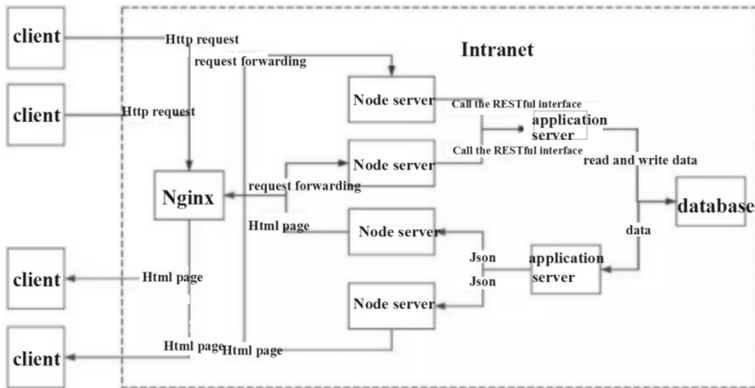 client
Http request
request forwarding
Intranet
client
Http request
Node server
Call the RESTful interface
application
server
Call the RESTful interface
Node server
read and write data
request forwarding
Nginx
database
Html page
Node server
data
Json
application
server
client
Html page
Json
Node server
client
Html page
Html page